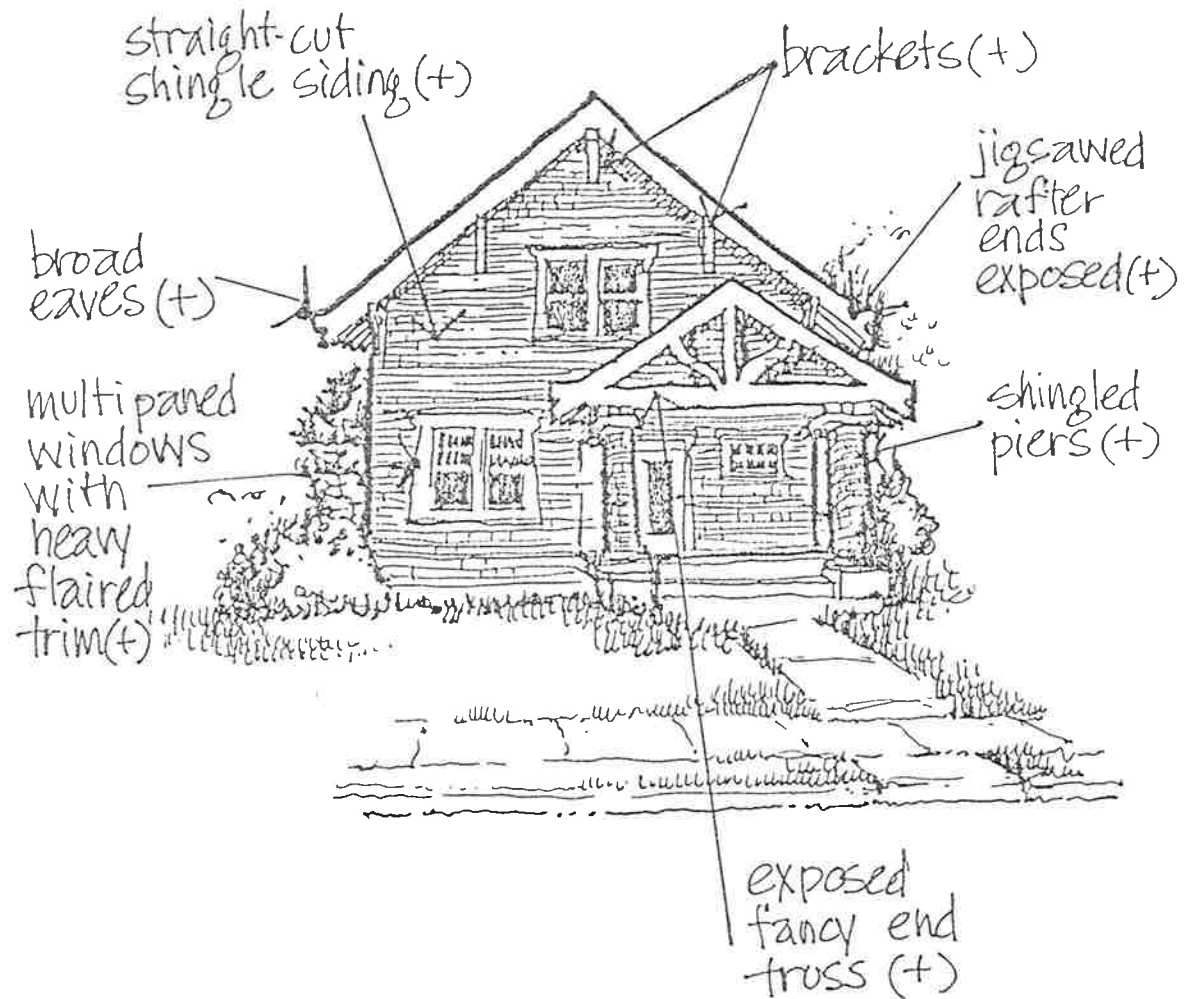 straight-cut
shingle siding (+)
brackets (+)
jigsawed
rafter
ends
exposed (+)
broad
eaves (+)
multipaned
windows
with
heavy
flaired
trim (+)
shingled
piers (+)
exposed
fancy end
truss (+)